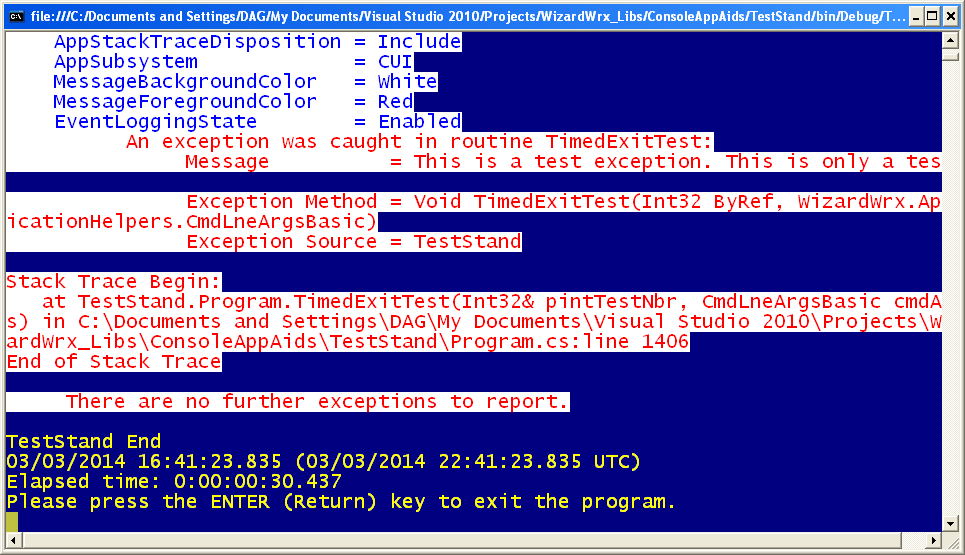 file:///C:/Documents and Settings/DAG/My Documents/Visual Studio 2010/Projects/WizardWrx_Libs/ConsoleAppAids/TestStand/bin/Debug/T...
AppStackTraceDisposition = Include
AppSubsystem = CUI
MessageBackgroundColor = White
MessageForegroundColor = Red
EventLoggingState = Enabled
An exception was caught in routine TimedExitTest:
Message = This is a test exception. This is only a tes
Exception Method = Void TimedExitTest(Int32 ByRef, WizardWrx.Ap
icationHelpers.CmdLneArgsBasic)
Exception Source = TestStand
Stack Trace Begin:
at TestStand.Program.TimedExitTest(Int32& pintTestNbr, CmdLneArgsBasic cmdA
s) in C:\Documents and Settings\DAG\My Documents\Visual Studio 2010\Projects\W
ardWrx_Libs\ConsoleAppAids\TestStand\Program.cs:line 1406
End of Stack Trace
There are no further exceptions to report.
TestStand End
03/03/2014 16:41:23.835 (03/03/2014 22:41:23.835 UTC)
Elapsed time: 0:00:00:30.437
Please press the ENTER (Return) key to exit the program.